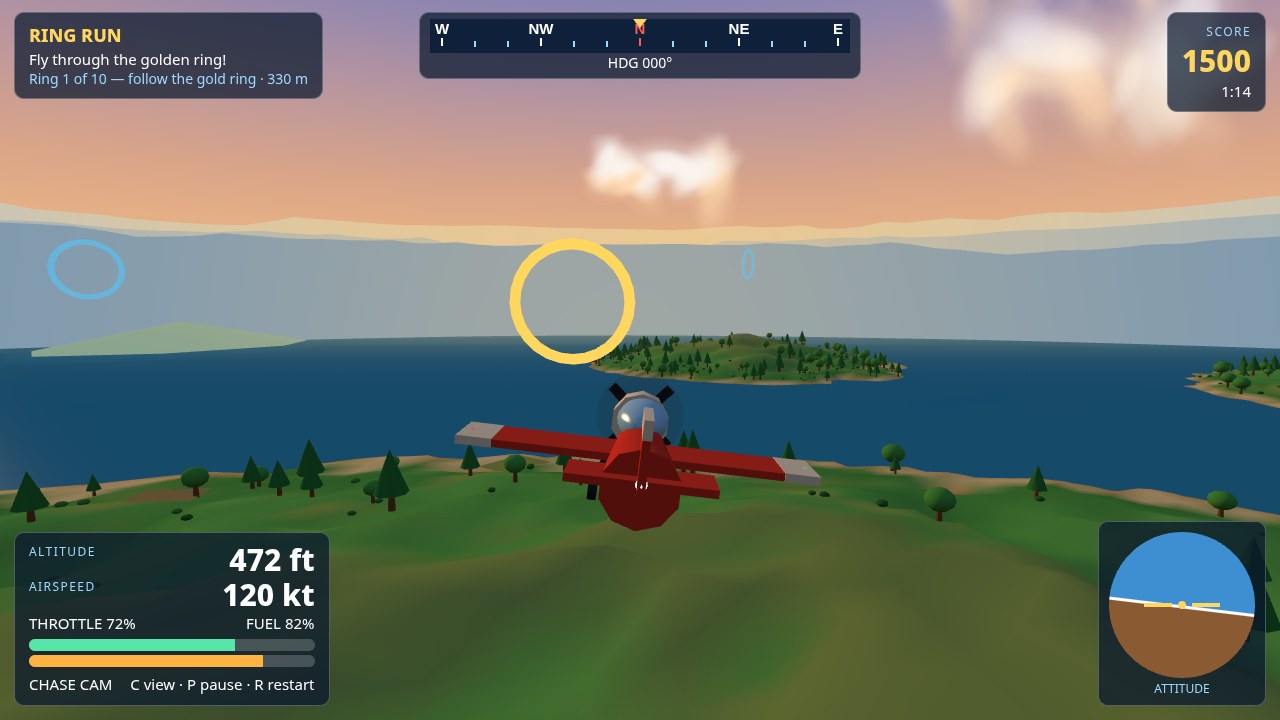 RING RUN
Fly through the golden ring!
Ring 1 of 10 — follow the gold ring · 330 m
W NW N NE E
HDG 000°
SCORE
1500
1:14
ALTITUDE 472 ft
AIRSPEED 120 kt
THROTTLE 72% FUEL 82%
CHASE CAM C view · P pause · R restart
ATTITUDE